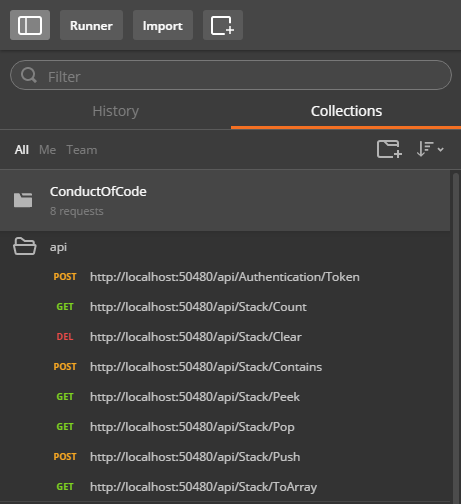 Runner Import
Filter
History Collections
All Me Team
ConductOfCode
8 requests
api
POST http://localhost:50480/api/Authentication/Token
GET http://localhost:50480/api/Stack/Count
DEL http://localhost:50480/api/Stack/Clear
POST http://localhost:50480/api/Stack/Contains
GET http://localhost:50480/api/Stack/Peek
GET http://localhost:50480/api/Stack/Pop
POST http://localhost:50480/api/Stack/Push
GET http://localhost:50480/api/Stack/ToArray